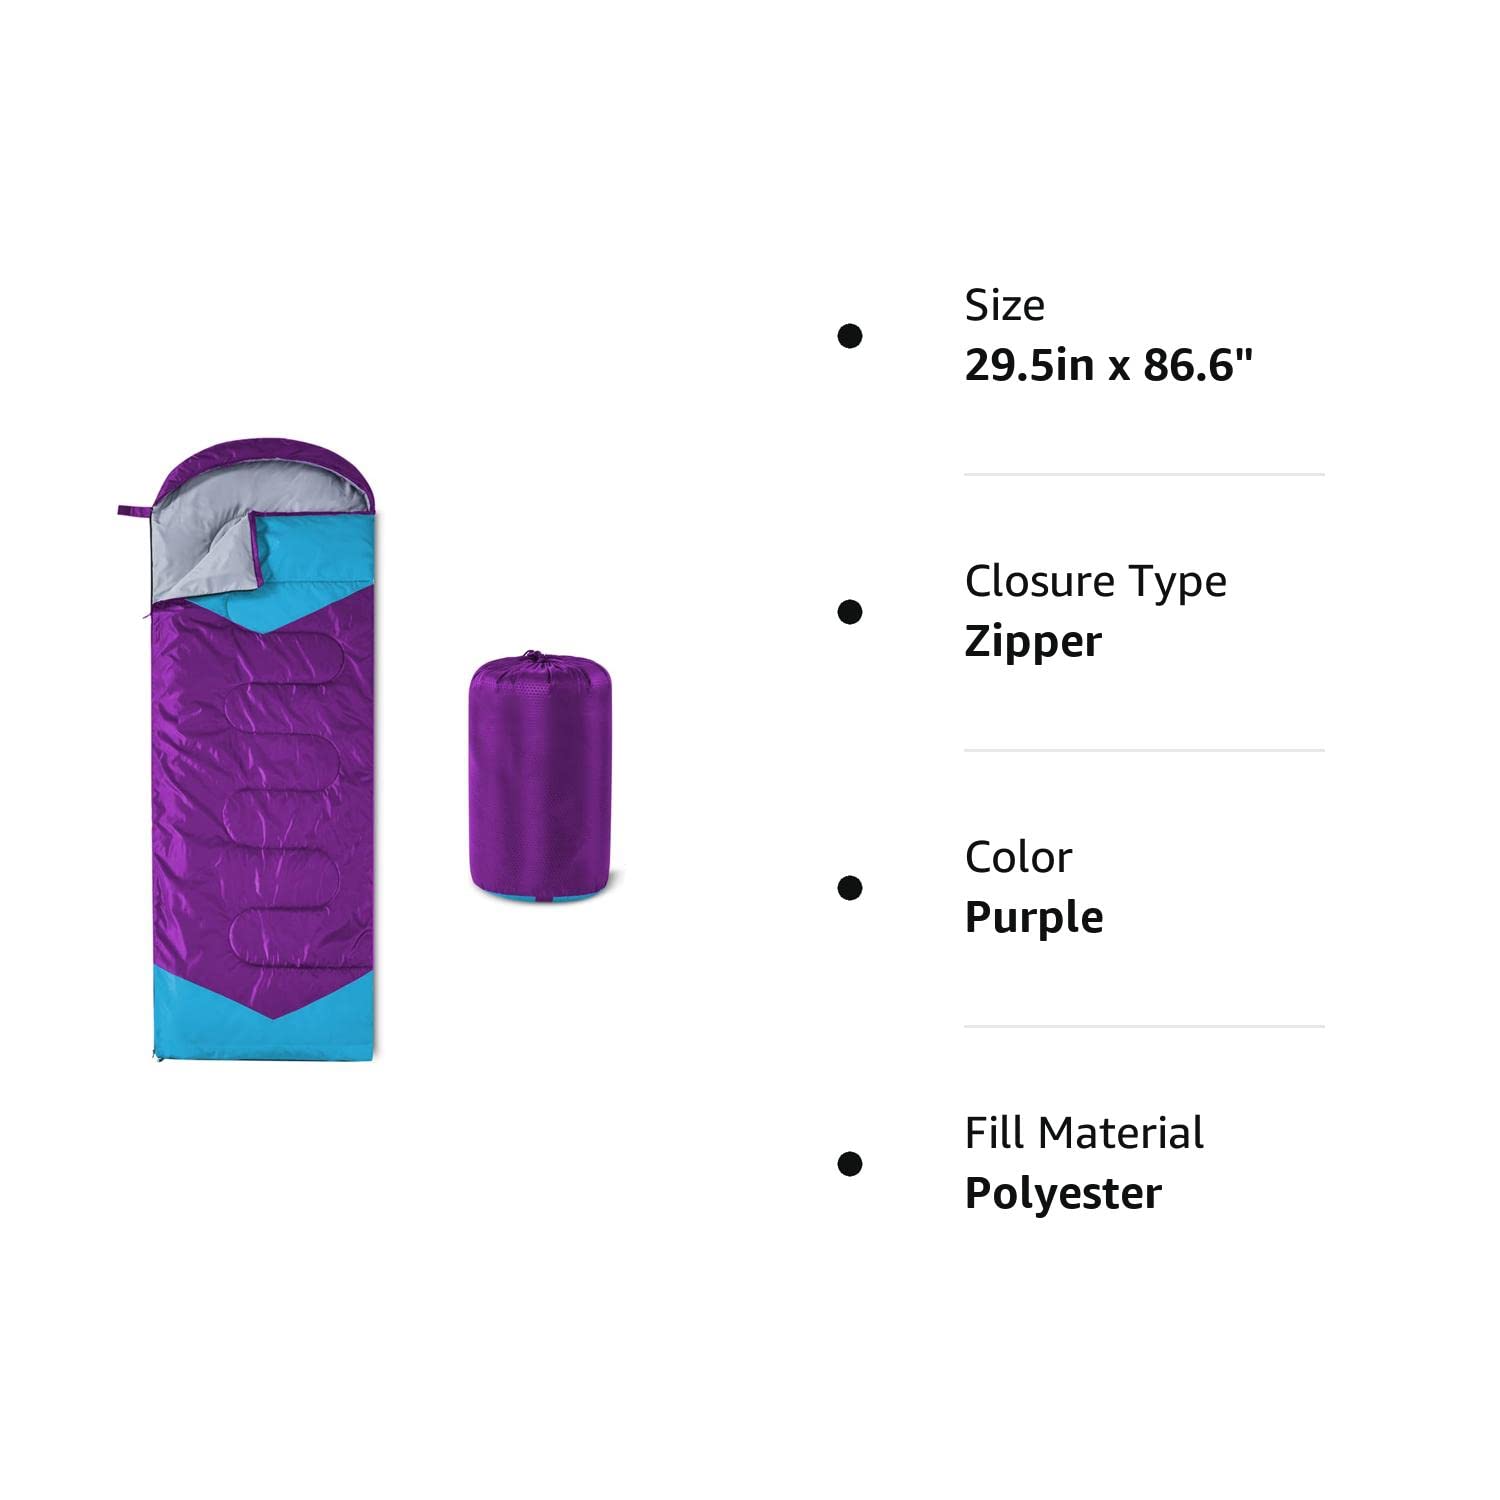 Size
29.5in x 86.6"
Closure Type
Zipper
Color
Purple
Fill Material
Polyester